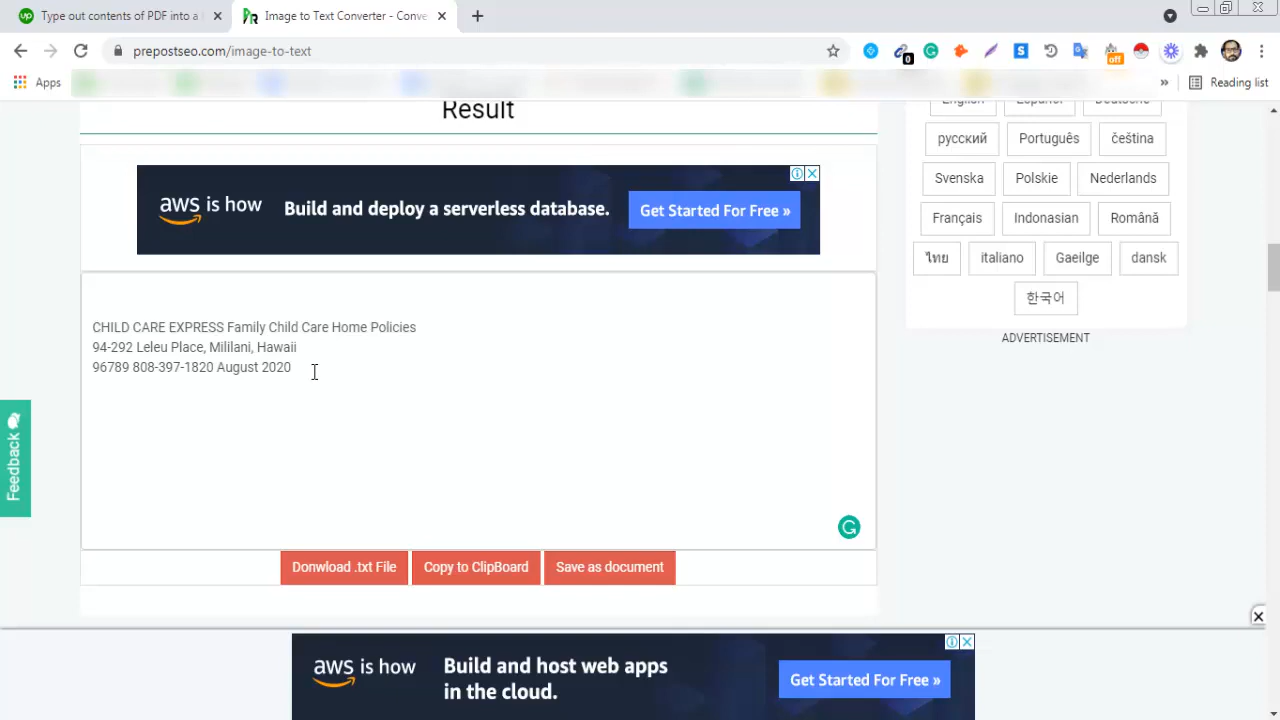 Type out contents of PDF into a
Image to Text Converter - Conve
prepostseo.com/image-to-text
0
off
Apps
» Reading list
Result
English Español Deutsche
русский Português čeština
Svenska Polskie Nederlands
Français Indonasian Română
ไทย italiano Gaeilge dansk
한국어
ADVERTISEMENT
aws is how Build and deploy a serverless database. Get Started For Free »
CHILD CARE EXPRESS Family Child Care Home Policies
94-292 Leleu Place, Mililani, Hawaii
96789 808-397-1820 August 2020
Feedback
Donwload .txt File Copy to ClipBoard Save as document
aws is how Build and host web apps
in the cloud. Get Started For Free »